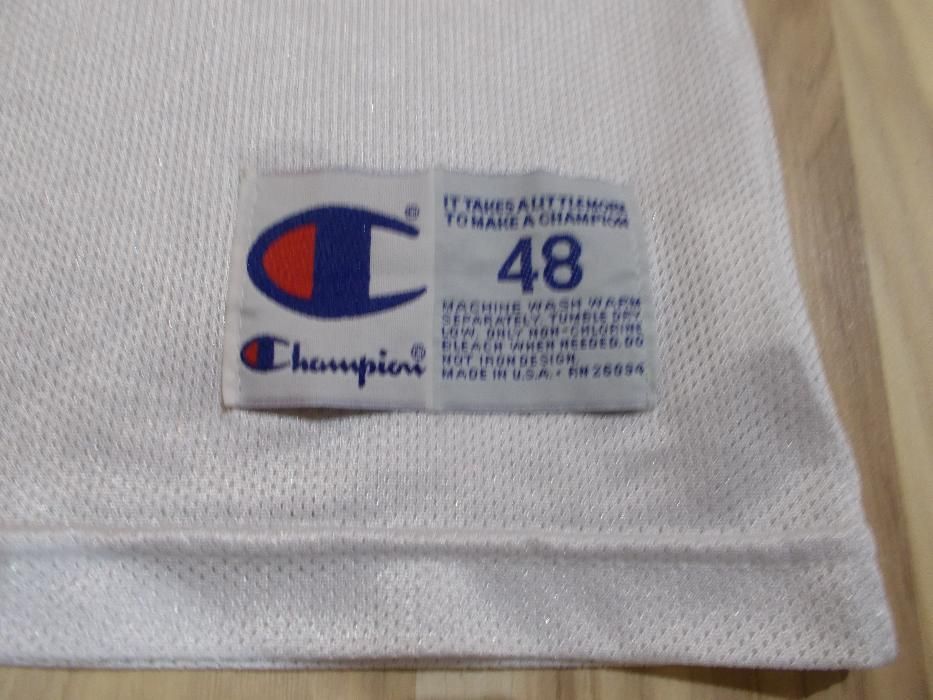 ®
Champion®
IT TAKES A LITTLE MORE
TO MAKE A CHAMPION
48
MACHINE WASH WARM
SEPARATELY. TUMBLE DRY
LOW. ONLY NON-CHLORINE
BLEACH WHEN NEEDED. DO
NOT IRON DESIGN.
MADE IN U.S.A. • RN 26094